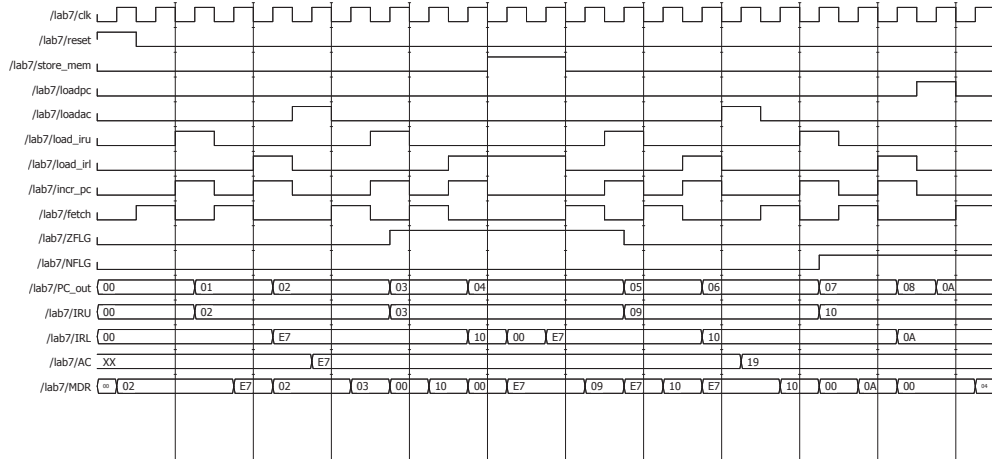 /lab7/clk
/lab7/reset
/lab7/store_mem
/lab7/loadpc
/lab7/loadac
/lab7/load_iru
/lab7/load_irl
/lab7/incr_pc
/lab7/fetch
/lab7/ZFLG
/lab7/NFLG
/lab7/PC_out 00 01 02 03 04 05 06 07 08 0A
/lab7/IRU 00 02 03 09 10
/lab7/IRL 00 E7 10 00 E7 10 0A
/lab7/AC XX E7 19
/lab7/MDR 00 02 E7 02 03 00 10 00 E7 09 E7 10 E7 10 00 0A 00 04